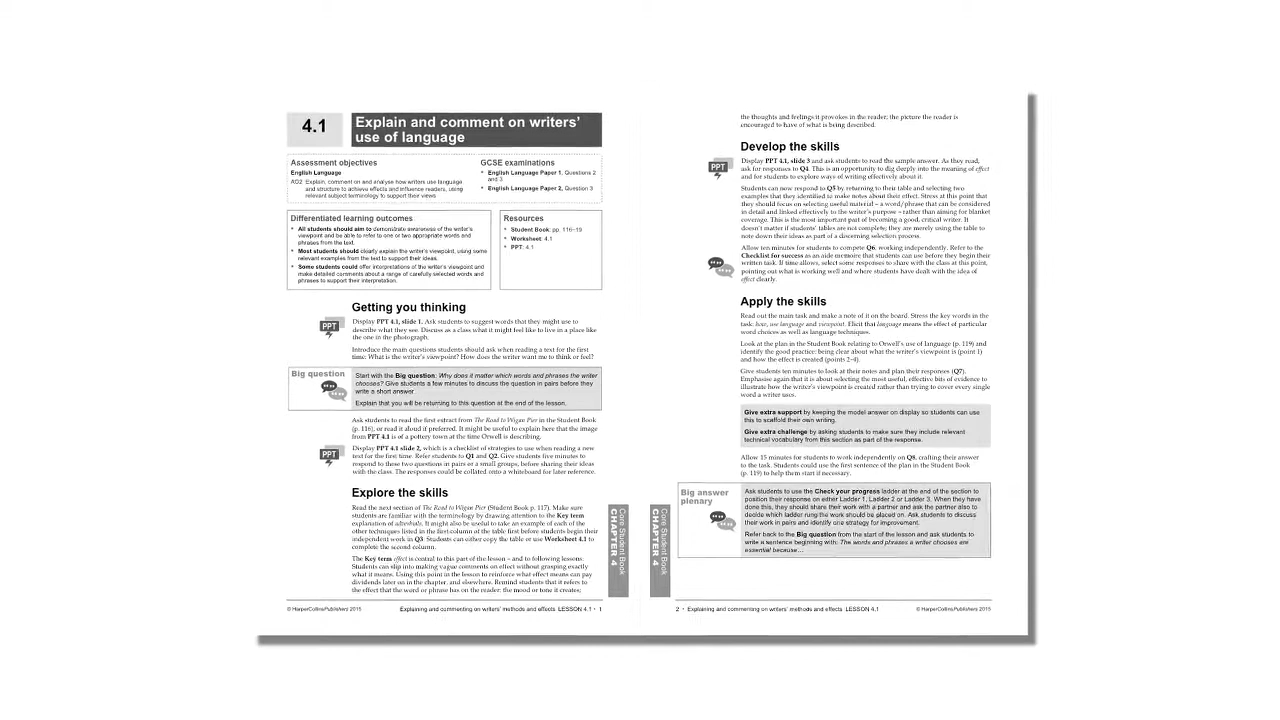 4.1
Explain and comment on writers'
use of language
Assessment objectives
English Language
AO2 Explain, comment on and analyse how writers use language
and structure to achieve effects and influence readers, using
relevant subject terminology to support their views
GCSE examinations
• English Language Paper 1, Questions 2
and 3
• English Language Paper 2, Question 3
Differentiated learning outcomes
• All students should aim to demonstrate awareness of the writer's
viewpoint and be able to refer to one or two appropriate words and
phrases from the text.
• Most students should clearly explain the writer's viewpoint, using some
relevant examples from the text to support their ideas.
• Some students could offer interpretations of the writer's viewpoint and
make detailed comments about a range of carefully selected words and
phrases to support their interpretation.
Resources
• Student Book: pp. 116–19
• Worksheet: 4.1
• PPT: 4.1
Getting you thinking
PPT
Display PPT 4.1, slide 1. Ask students to suggest words that they might use to
describe what they see. Discuss as a class what it might feel like to live in a place like
the one in the photograph.
Introduce the main questions students should ask when reading a text for the first
time: What is the writer's viewpoint? How does the writer want me to think or feel?
Big question
Start with the Big question: Why does it matter which words and phrases the writer
chooses? Give students a few minutes to discuss the question in pairs before they
write a short answer.
Explain that you will be returning to this question at the end of the lesson.
Ask students to read the first extract from The Road to Wigan Pier in the Student Book
(p. 116), or read it aloud if preferred. It might be useful to explain here that the image
from PPT 4.1 is of a pottery town at the time Orwell is describing.
PPT
Display PPT 4.1 slide 2, which is a checklist of strategies to use when reading a new
text for the first time. Refer students to Q1 and Q2. Give students five minutes to
respond to these two questions in pairs or a small groups, before sharing their ideas
with the class. The responses could be collated onto a whiteboard for later reference.
Explore the skills
Read the next section of The Road to Wigan Pier (Student Book p. 117). Make sure
students are familiar with the terminology by drawing attention to the Key term
explanation of adverbials. It might also be useful to take an example of each of the
other techniques listed in the first column of the table first before students begin their
independent work in Q3. Students can either copy the table or use Worksheet 4.1 to
complete the second column.
The Key term effect is central to this part of the lesson – and to following lessons.
Students can slip into making vague comments on effect without grasping exactly
what it means. Using this point in the lesson to reinforce what effect means can pay
dividends later on in the chapter, and elsewhere. Remind students that it refers to
the effect that the word or phrase has on the reader: the mood or tone it creates;
Core Student Book
CHAPTER 4
© HarperCollinsPublishers 2015
Explaining and commenting on writers' methods and effects LESSON 4.1 • 1
the thoughts and feelings it provokes in the reader; the picture the reader is
encouraged to have of what is being described.
Develop the skills
PPT
Display PPT 4.1, slide 3 and ask students to read the sample answer. As they read,
ask for responses to Q4. This is an opportunity to dig deeply into the meaning of effect
and for students to explore ways of writing effectively about it.
Students can now respond to Q5 by returning to their table and selecting two
examples that they identified to make notes about their effect. Stress at this point that
they should focus on selecting useful material – a word/phrase that can be considered
in detail and linked effectively to the writer's purpose – rather than aiming for blanket
coverage. This is the most important part of becoming a good, critical writer. It
doesn't matter if students' tables are not complete; they are merely using the table to
note down their ideas as part of a discerning selection process.
Allow ten minutes for students to compete Q6, working independently. Refer to the
Checklist for success as an aide memoire that students can use before they begin their
written task. If time allows, select some responses to share with the class at this point,
pointing out what is working well and where students have dealt with the idea of
effect clearly.
Apply the skills
Read out the main task and make a note of it on the board. Stress the key words in the
task: how, use language and viewpoint. Elicit that language means the effect of particular
word choices as well as language techniques.
Look at the plan in the Student Book relating to Orwell's use of language (p. 119) and
identify the good practice: being clear about what the writer's viewpoint is (point 1)
and how the effect is created (points 2–4).
Give students ten minutes to look at their notes and plan their responses (Q7).
Emphasise again that it is about selecting the most useful, effective bits of evidence to
illustrate how the writer's viewpoint is created rather than trying to cover every single
word a writer uses.
Give extra support by keeping the model answer on display so students can use
this to scaffold their own writing.
Give extra challenge by asking students to make sure they include relevant
technical vocabulary from this section as part of the response.
Allow 15 minutes for students to work independently on Q8, crafting their answer
to the task. Students could use the first sentence of the plan in the Student Book
(p. 119) to help them start if necessary.
Big answer
plenary
Ask students to use the Check your progress ladder at the end of the section to
position their response on either Ladder 1, Ladder 2 or Ladder 3. When they have
done this, they should share their work with a partner and ask the partner also to
decide which ladder rung the work should be placed on. Ask students to discuss
their work in pairs and identify one strategy for improvement.
Refer back to the Big question from the start of the lesson and ask students to
write a sentence beginning with: The words and phrases a writer chooses are
essential because…
Core Student Book
CHAPTER 4
2 • Explaining and commenting on writers' methods and effects LESSON 4.1
© HarperCollinsPublishers 2015